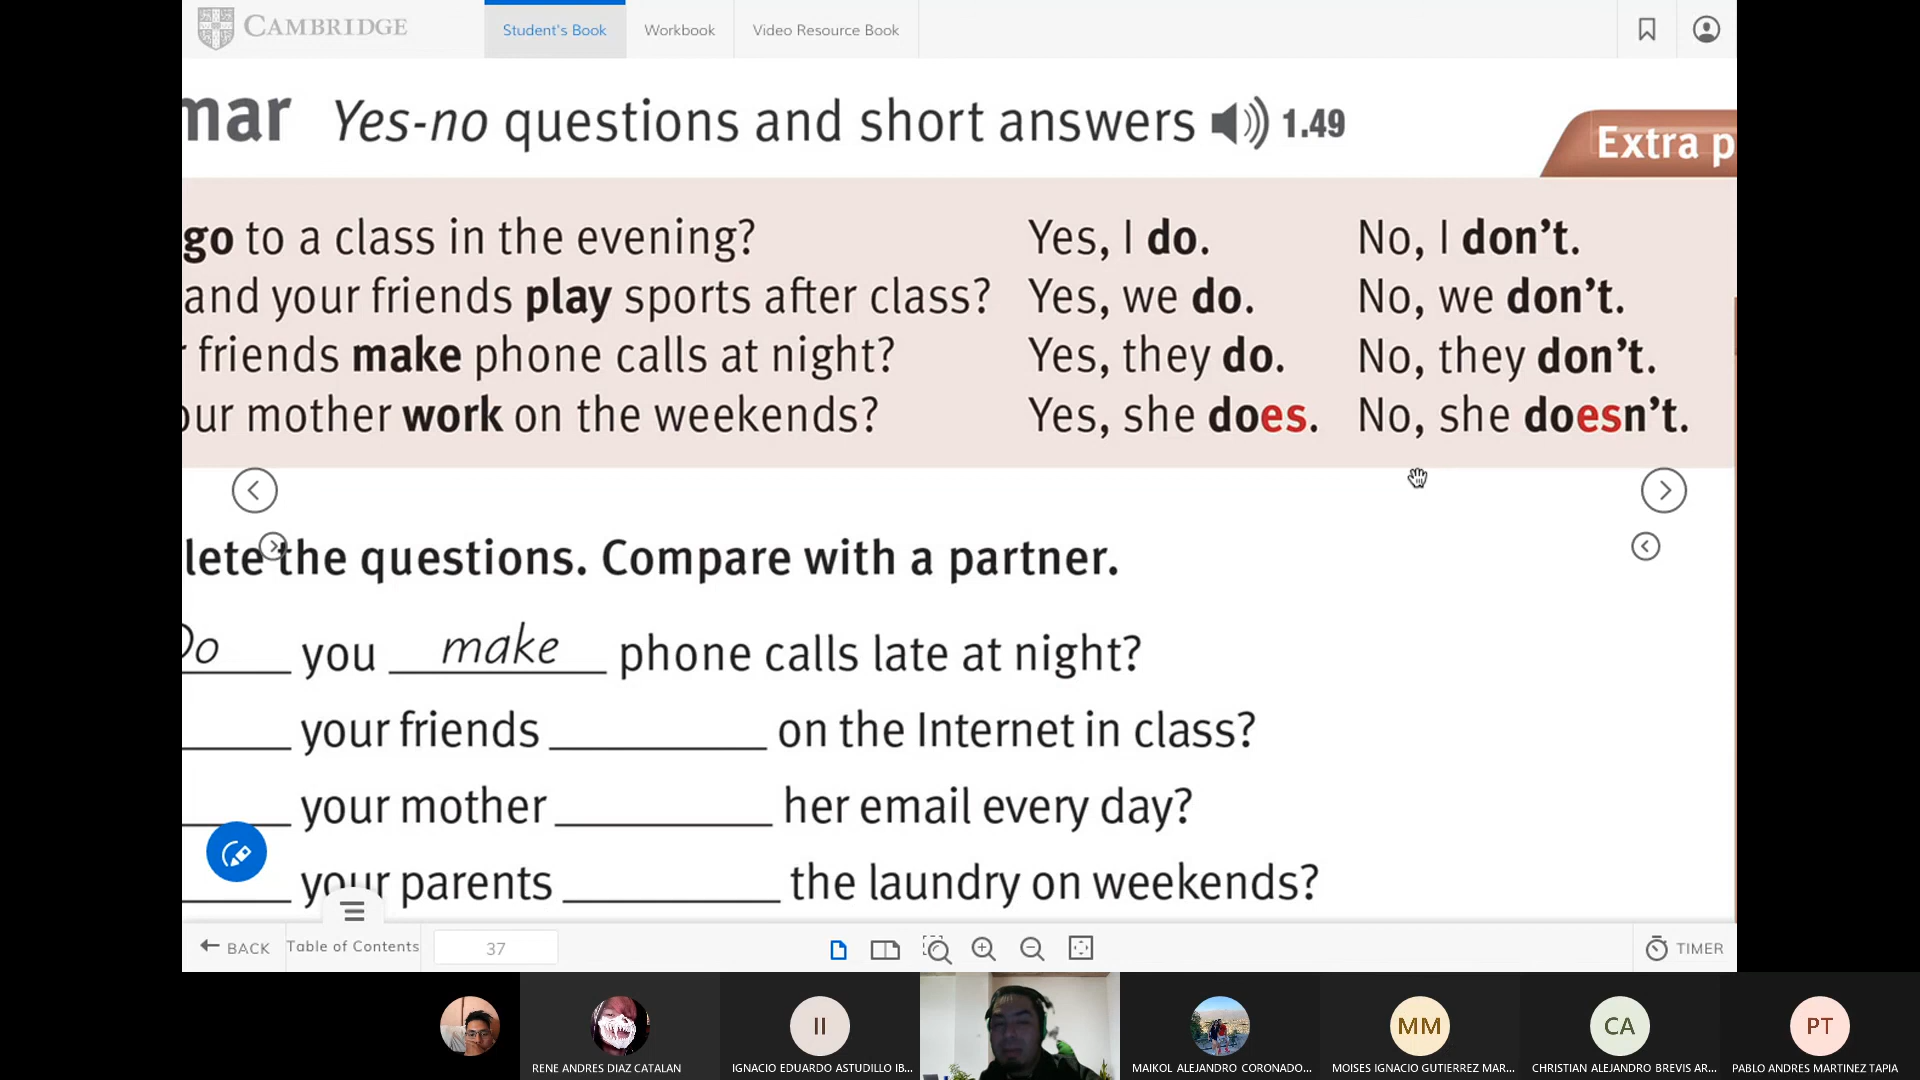 CAMBRIDGE
Student's Book
Workbook
Video Resource Book
mar Yes-no questions and short answers 1.49
Extra p
go to a class in the evening? Yes, I do. No, I don't.
and your friends play sports after class? Yes, we do. No, we don't.
r friends make phone calls at night? Yes, they do. No, they don't.
our mother work on the weekends? Yes, she does. No, she doesn't.
lete the questions. Compare with a partner.
Do you make phone calls late at night?
your friends on the Internet in class?
your mother her email every day?
your parents the laundry on weekends?
BACK
Table of Contents
37
TIMER
II
MM
CA
PT
RENE ANDRES DIAZ CATALAN
IGNACIO EDUARDO ASTUDILLO IB...
MAIKOL ALEJANDRO CORONADO...
MOISES IGNACIO GUTIERREZ MAR...
CHRISTIAN ALEJANDRO BREVIS AR...
PABLO ANDRES MARTINEZ TAPIA